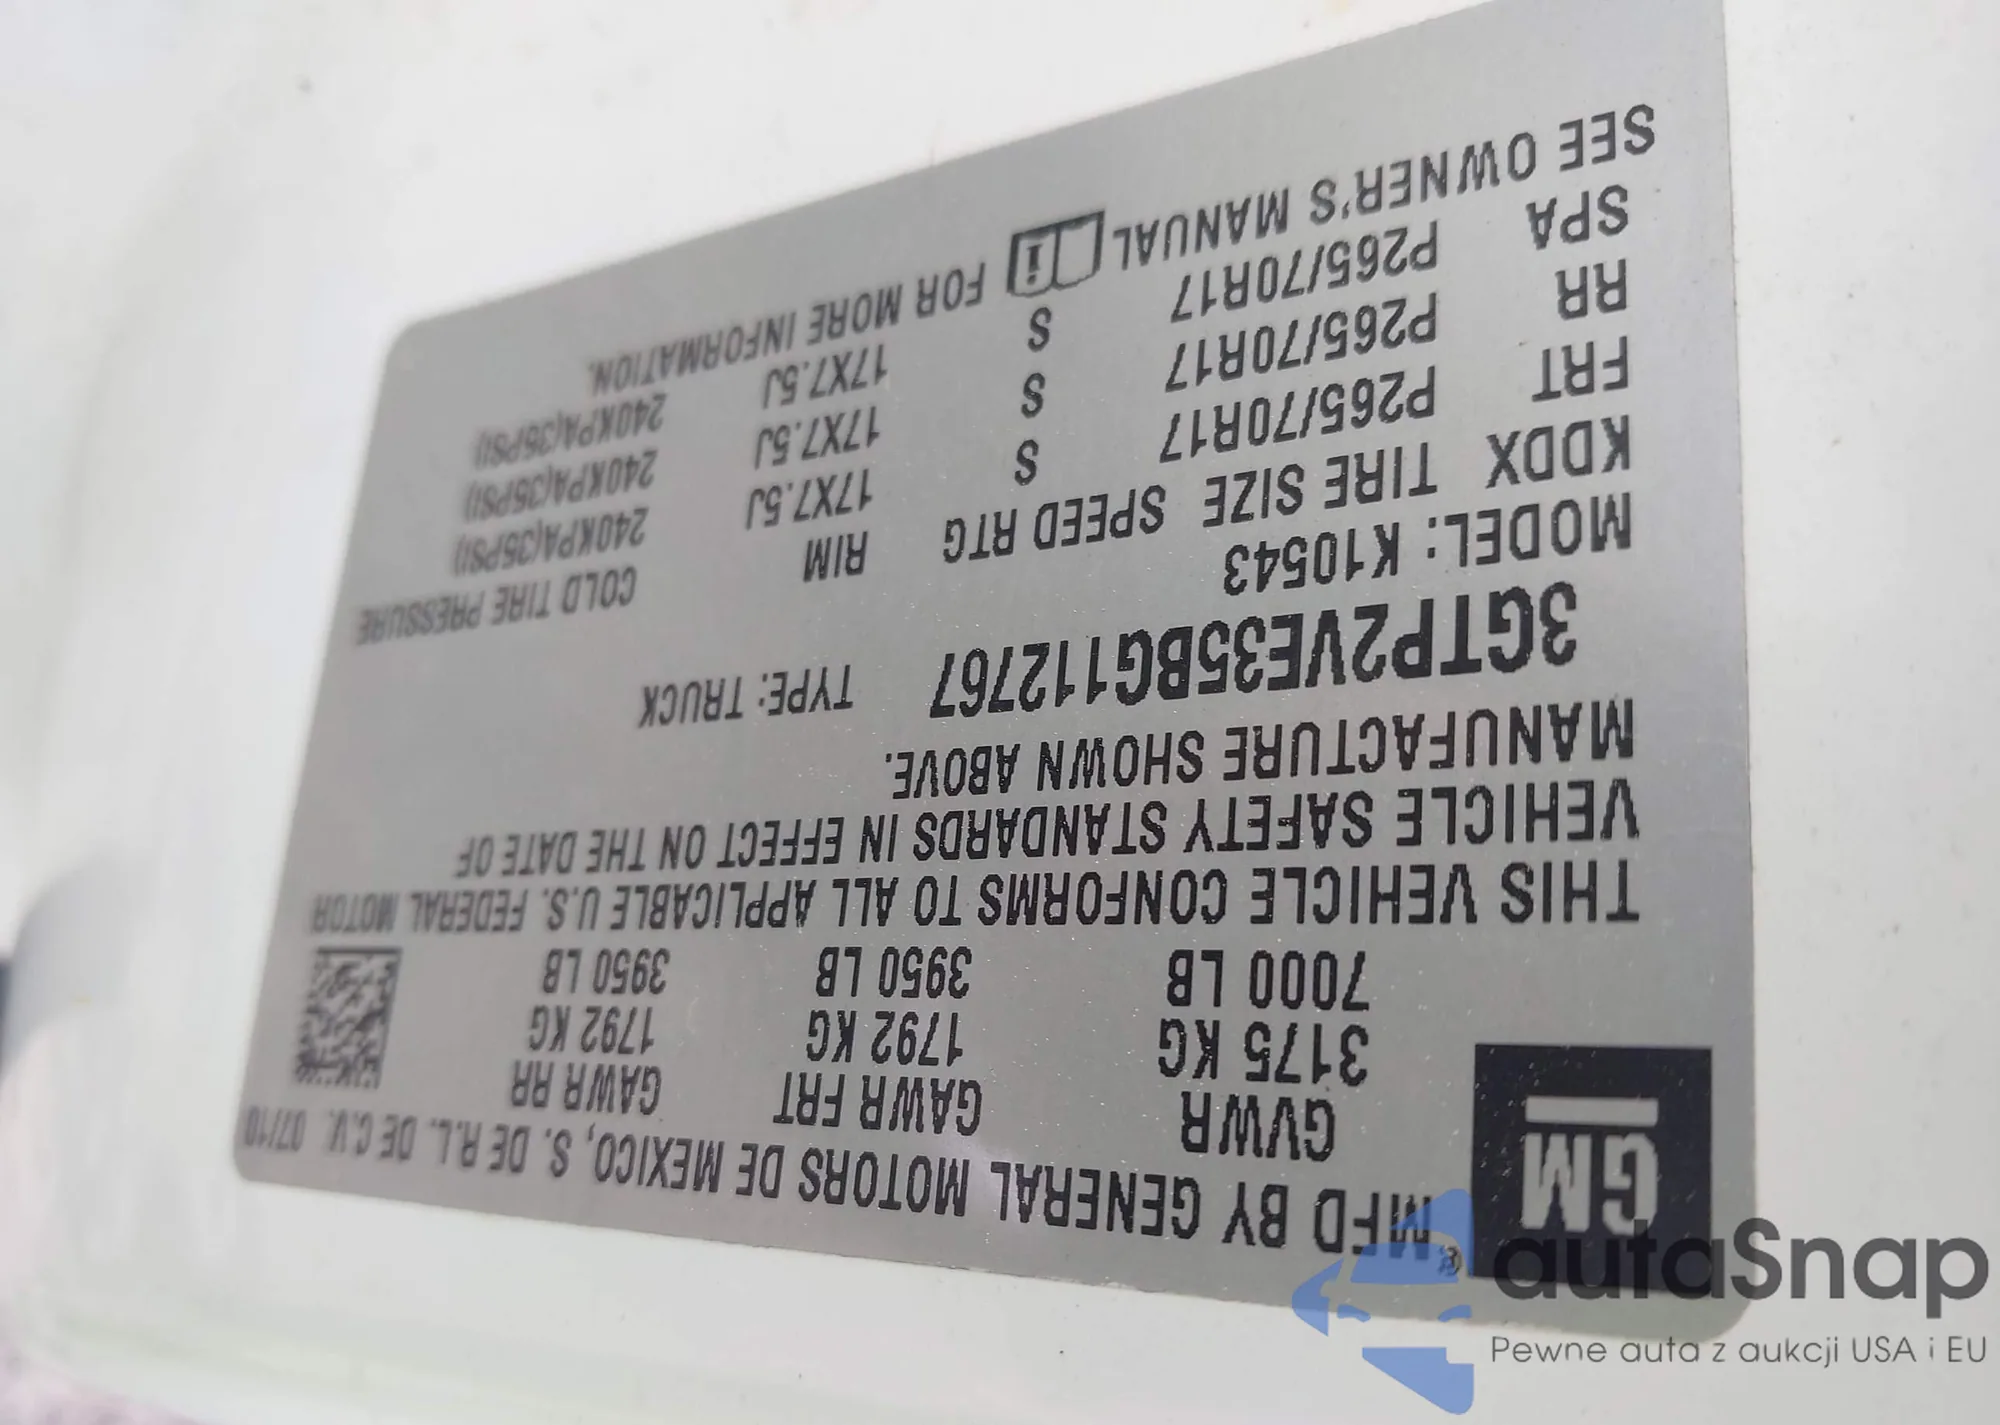 GM
MFD BY GENERAL MOTORS DE MEXICO, S. DE R.L. DE C.V. 07/10
GVWR GAWR FRT GAWR RR
3175 KG 1792 KG 1792 KG
7000 LB 3950 LB 3950 LB
THIS VEHICLE CONFORMS TO ALL APPLICABLE U.S. FEDERAL MOTOR
VEHICLE SAFETY STANDARDS IN EFFECT ON THE DATE OF
MANUFACTURE SHOWN ABOVE.
3GTP2VE35BG112767 TYPE: TRUCK
MODEL: K10543
KDDX TIRE SIZE SPEED RTG RIM COLD TIRE PRESSURE
FRT P265/70R17 S 17X7.5J 240KPA(35PSI)
RR P265/70R17 S 17X7.5J 240KPA(35PSI)
SPA P265/70R17 S 17X7.5J 240KPA(35PSI)
SEE OWNER'S MANUAL i FOR MORE INFORMATION.
autaSnap
Pewne auta z aukcji USA i EU